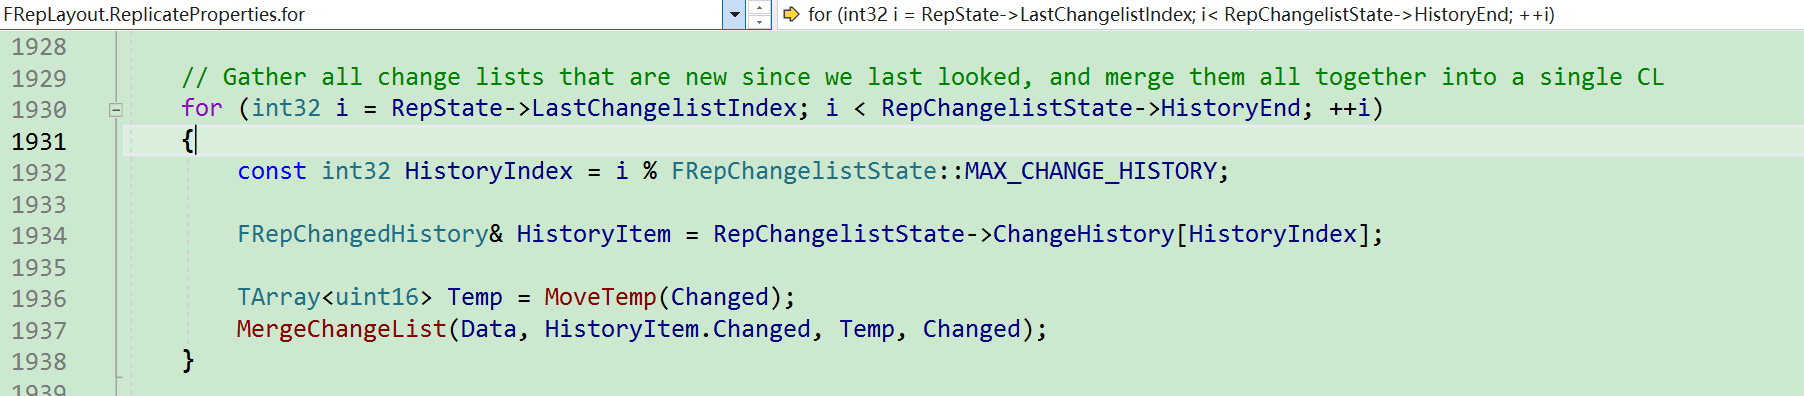 FRepLayout.ReplicateProperties.for
for (int32 i = RepState->LastChangelistIndex; i< RepChangelistState->HistoryEnd; ++i)
1928
1929 // Gather all change lists that are new since we last looked, and merge them all together into a single CL
1930 for (int32 i = RepState->LastChangelistIndex; i < RepChangelistState->HistoryEnd; ++i)
1931 {
1932 const int32 HistoryIndex = i % FRepChangelistState::MAX_CHANGE_HISTORY;
1933
1934 FRepChangedHistory& HistoryItem = RepChangelistState->ChangeHistory[HistoryIndex];
1935
1936 TArray<uint16> Temp = MoveTemp(Changed);
1937 MergeChangeList(Data, HistoryItem.Changed, Temp, Changed);
1938 }
1939